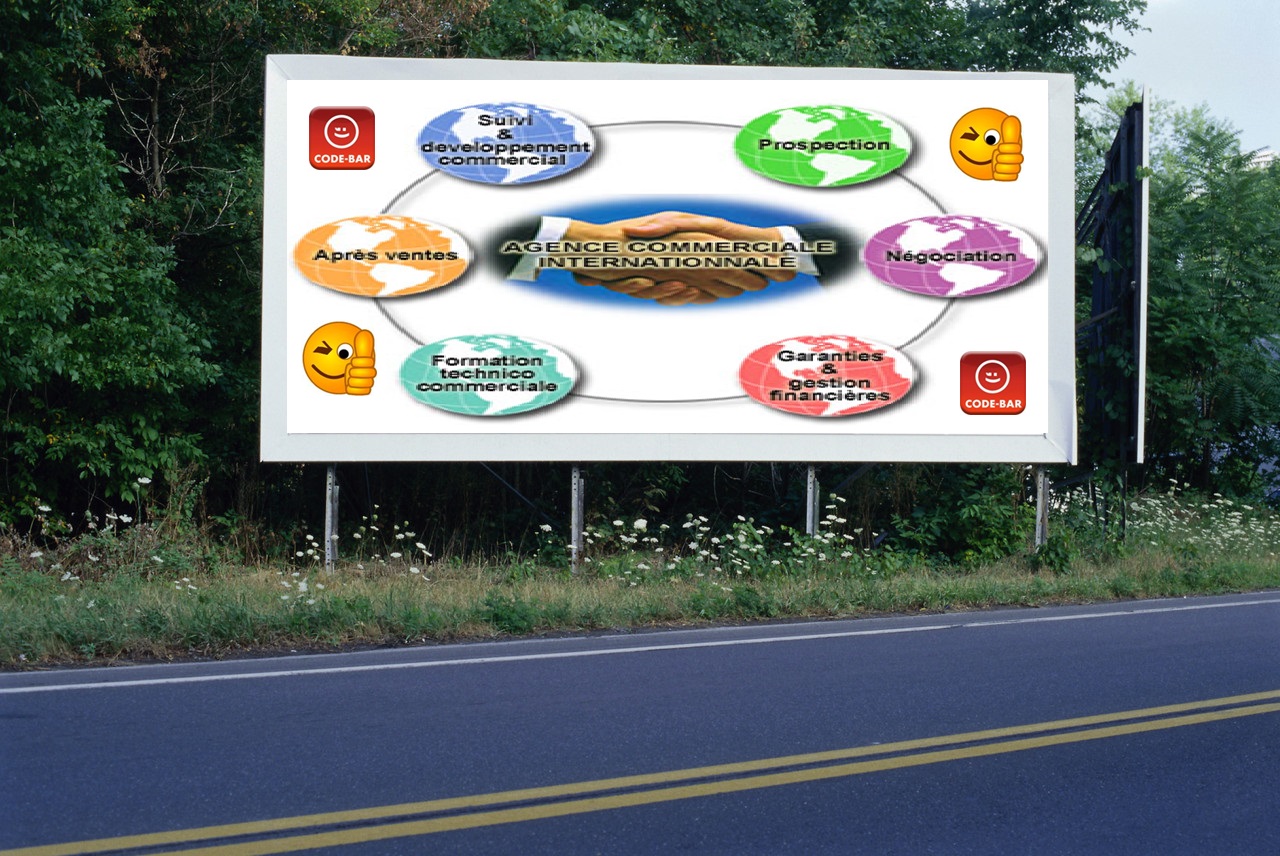 CODE-BAR
Suivi
&
developpement
commercial
Prospection
Après ventes
AGENCE COMMERCIALE
INTERNATIONNALE
Négociation
Formation
technico
commerciale
Garanties
&
gestion
financières
CODE-BAR